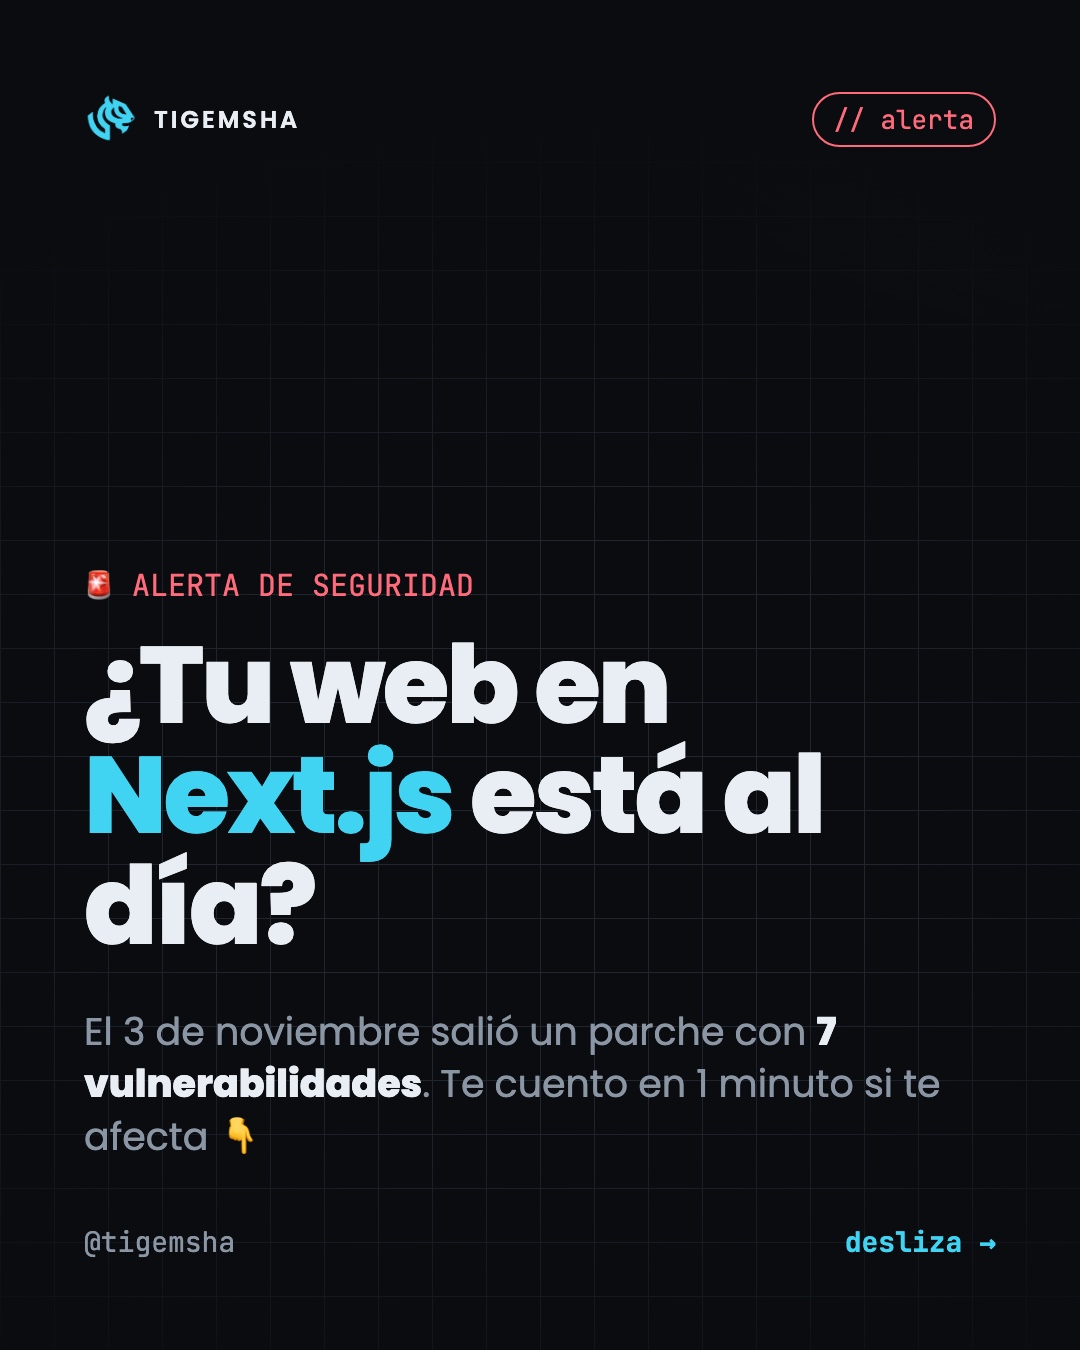 TIGEMSHA
// alerta
🚨 ALERTA DE SEGURIDAD
¿Tu web en
Next.js está al
día?
El 3 de noviembre salió un parche con 7
vulnerabilidades. Te cuento en 1 minuto si te
afecta 👇
@tigemsha
desliza →